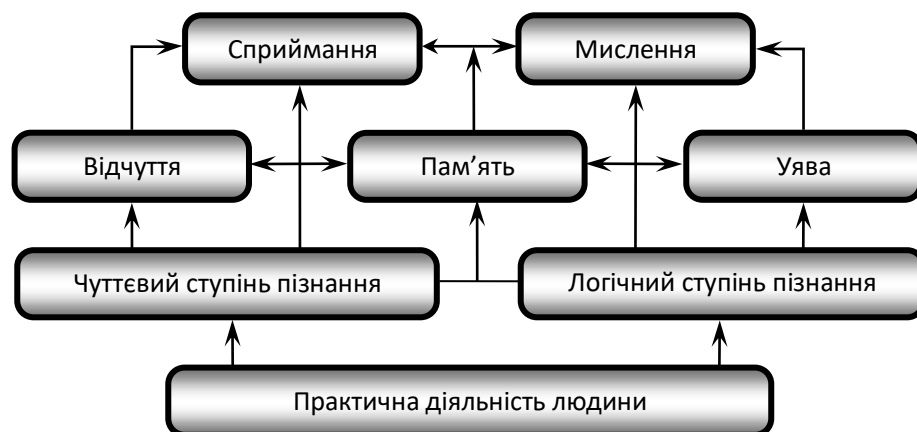 Сприймання
Мислення
Відчуття
Пам’ять
Уява
Чуттєвий ступінь пізнання
Логічний ступінь пізнання
Практична діяльність людини